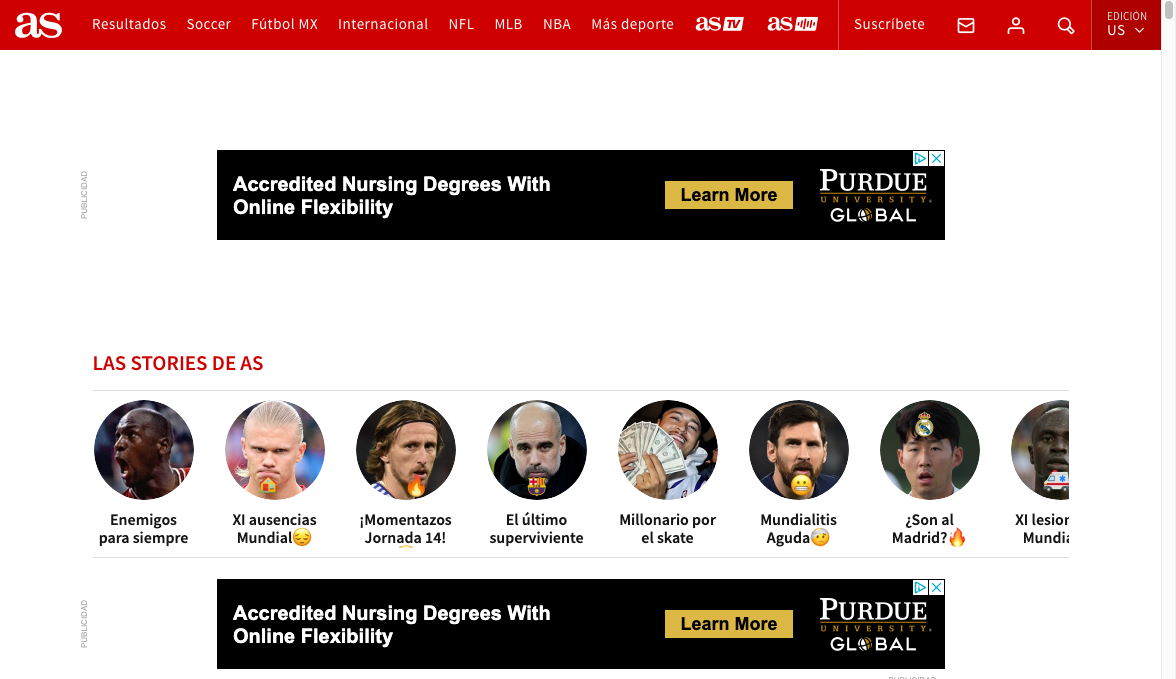 as
Resultados
Soccer
Fútbol MX
Internacional
NFL
MLB
NBA
Más deporte
as TV
as
Suscríbete
EDICIÓN
US
PUBLICIDAD
Accredited Nursing Degrees With
Online Flexibility
Learn More
PURDUE
UNIVERSITY®
GLOBAL
LAS STORIES DE AS
Enemigos
para siempre
XI ausencias
Mundial😔
¡Momentazos
Jornada 14!
El último
superviviente
Millonario por
el skate
Mundialitis
Aguda🤕
¿Son al
Madrid?🔥
XI lesion
Mundia
PUBLICIDAD
Accredited Nursing Degrees With
Online Flexibility
Learn More
PURDUE
UNIVERSITY®
GLOBAL
PUBLICIDAD